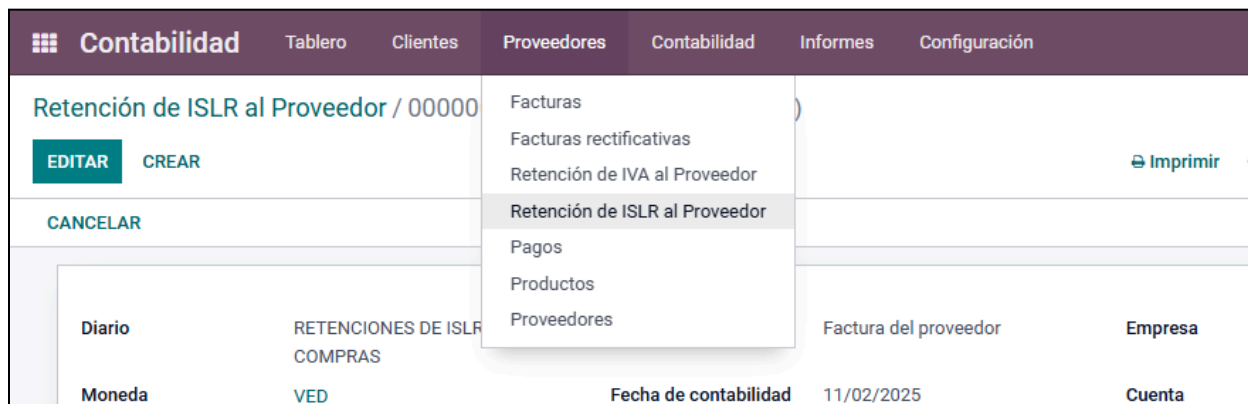 Contabilidad Tablero Clientes Proveedores Contabilidad Informes Configuración
Retención de ISLR al Proveedor / 00000 )
Facturas
Facturas rectificativas
Retención de IVA al Proveedor
Retención de ISLR al Proveedor
Pagos
Productos
Proveedores
EDITAR CREAR Imprimir
CANCELAR
Diario RETENCIONES DE ISLR Factura del proveedor Empresa
COMPRAS
Moneda VED Fecha de contabilidad 11/02/2025 Cuenta